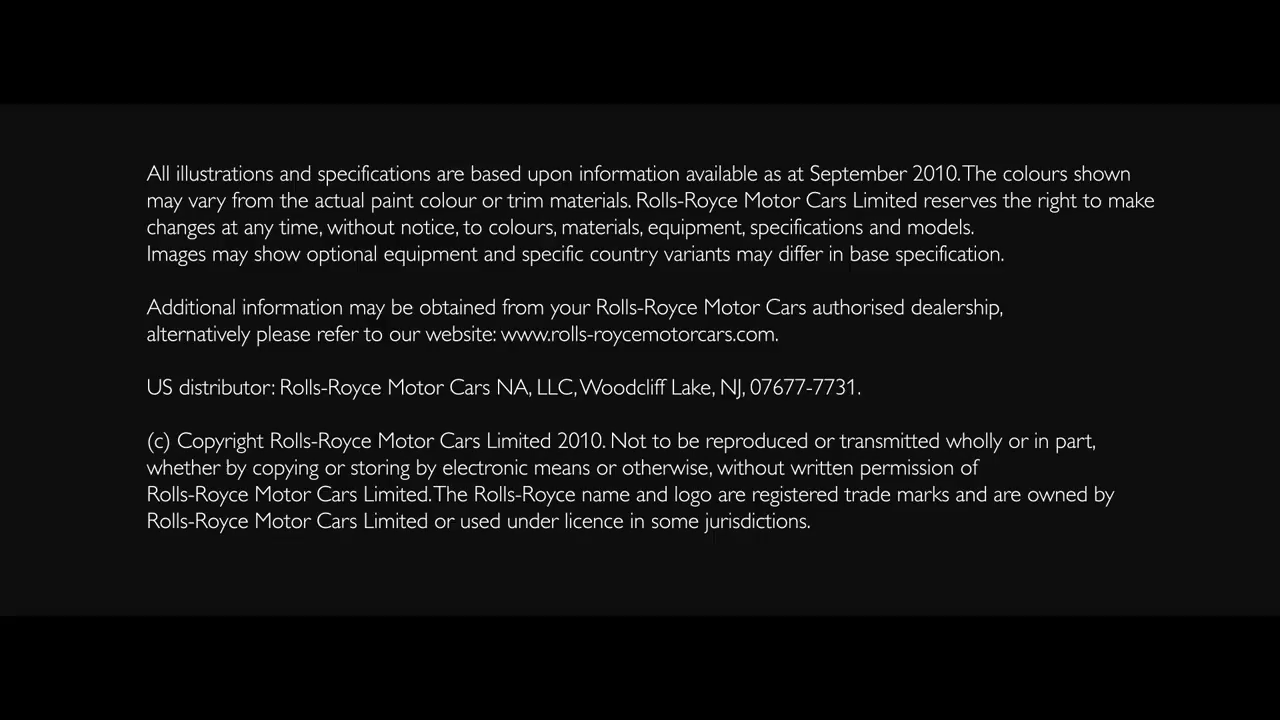 All illustrations and specifications are based upon information available as at September 2010. The colours shown
may vary from the actual paint colour or trim materials. Rolls-Royce Motor Cars Limited reserves the right to make
changes at any time, without notice, to colours, materials, equipment, specifications and models.
Images may show optional equipment and specific country variants may differ in base specification.
Additional information may be obtained from your Rolls-Royce Motor Cars authorised dealership,
alternatively please refer to our website: www.rolls-roycemotorcars.com.
US distributor: Rolls-Royce Motor Cars NA, LLC, Woodcliff Lake, NJ, 07677-7731.
(c) Copyright Rolls-Royce Motor Cars Limited 2010. Not to be reproduced or transmitted wholly or in part,
whether by copying or storing by electronic means or otherwise, without written permission of
Rolls-Royce Motor Cars Limited. The Rolls-Royce name and logo are registered trade marks and are owned by
Rolls-Royce Motor Cars Limited or used under licence in some jurisdictions.